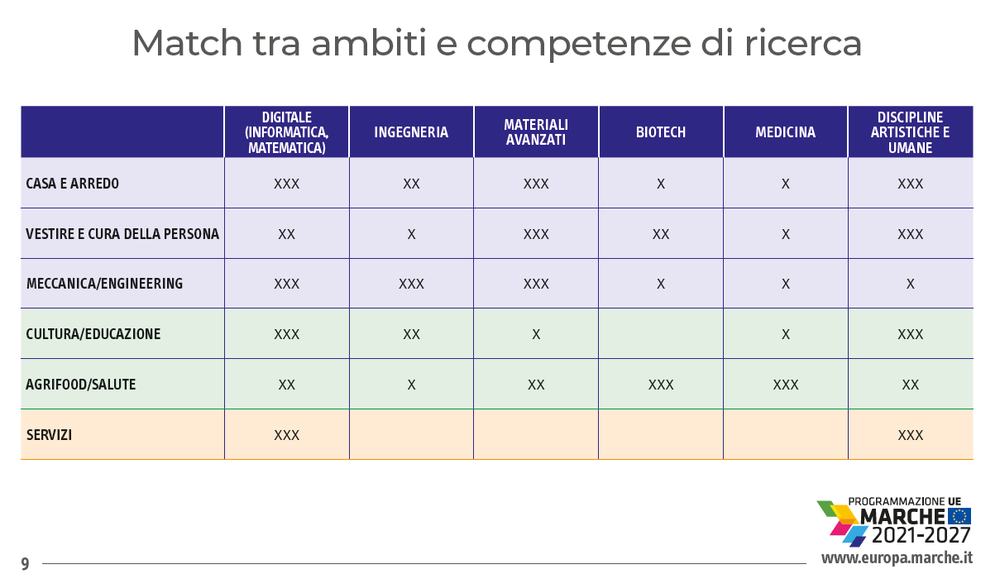 Match tra ambiti e competenze di ricerca
DIGITALE
(INFORMATICA,
MATEMATICA)
INGEGNERIA
MATERIALI
AVANZATI
BIOTECH
MEDICINA
DISCIPLINE
ARTISTICHE E
UMANE
CASA E ARREDO XXX XX XXX X X XXX
VESTIRE E CURA DELLA PERSONA XX X XXX XX X XXX
MECCANICA/ENGINEERING XXX XXX XXX X X X
CULTURA/EDUCAZIONE XXX XX X X XXX
AGRIFOOD/SALUTE XX X XX XXX XXX XX
SERVIZI XXX XXX
PROGRAMMAZIONE UE
MARCHE
2021-2027
www.europa.marche.it
9